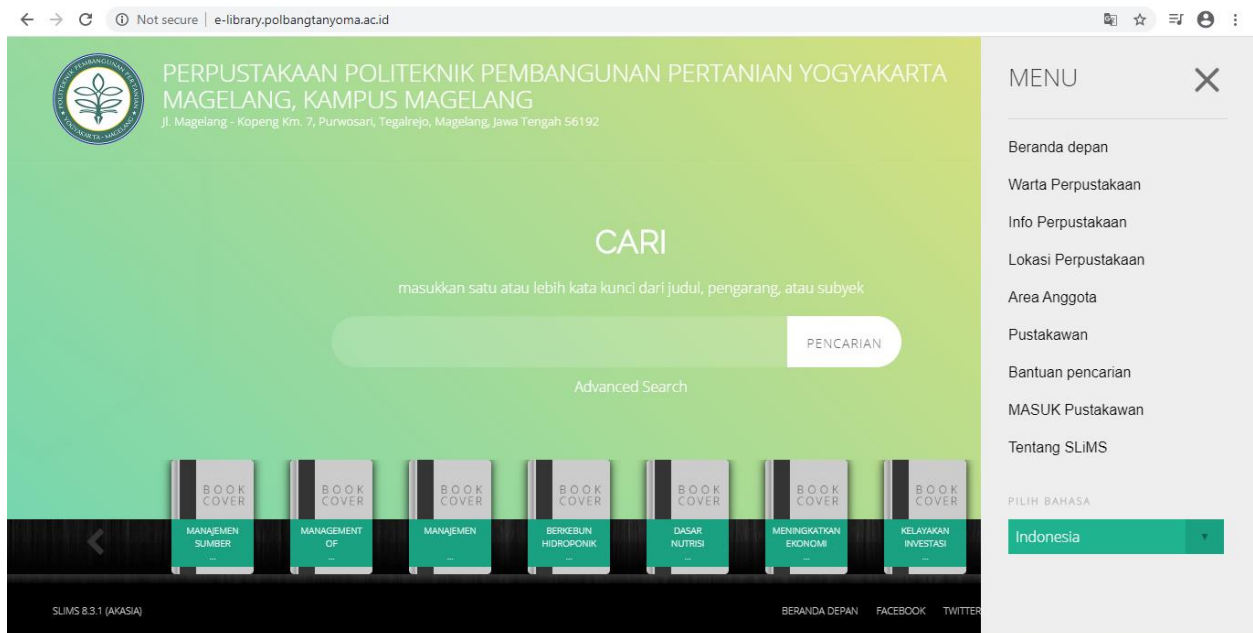 Not secure | e-library.polbangtanyoma.ac.id
PERPUSTAKAAN POLITEKNIK PEMBANGUNAN PERTANIAN YOGYAKARTA
MAGELANG, KAMPUS MAGELANG
Jl. Magelang - Kopeng Km. 7, Purwosari, Tegalrejo, Magelang, Jawa Tengah 56192
CARI
masukkan satu atau lebih kata kunci dari judul, pengarang, atau subyek
PENCARIAN
Advanced Search
BOOK
COVER
MANAJEMEN
SUMBER
...
BOOK
COVER
MANAGEMENT
OF
...
BOOK
COVER
MANAJEMEN
...
BOOK
COVER
BERKEBUN
HIDROPONIK
...
BOOK
COVER
DASAR
NUTRISI
...
BOOK
COVER
MENINGKATKAN
EKONOMI
...
BOOK
COVER
KELAYAKAN
INVESTASI
...
SLIMS 8.3.1 (AKASIA)
BERANDA DEPAN FACEBOOK TWITTER
MENU
Beranda depan
Warta Perpustakaan
Info Perpustakaan
Lokasi Perpustakaan
Area Anggota
Pustakawan
Bantuan pencarian
MASUK Pustakawan
Tentang SLiMS
PILIH BAHASA
Indonesia